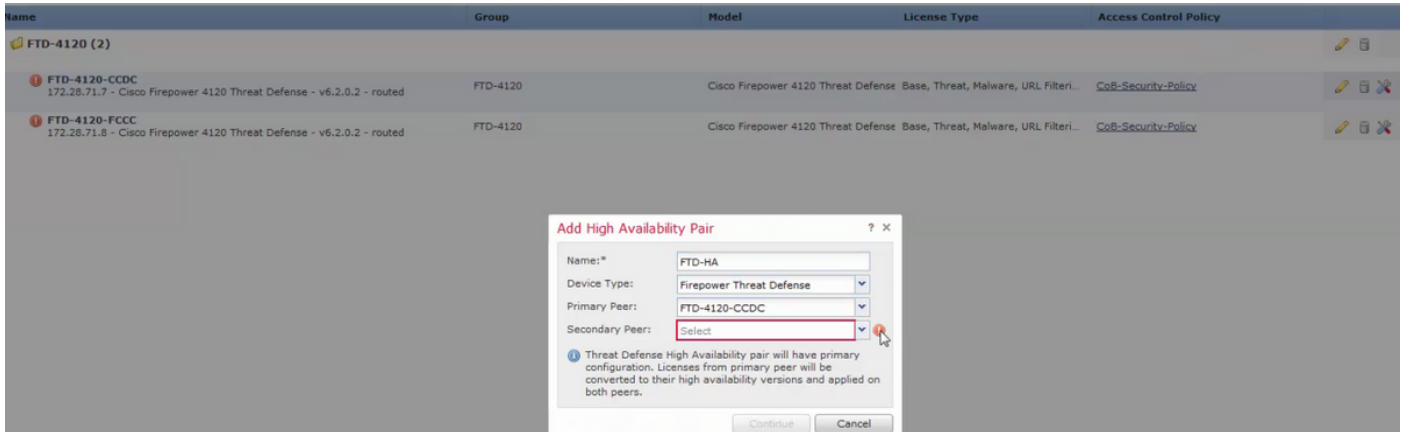 Name Group Model License Type Access Control Policy
FTD-4120 (2)
FTD-4120-CCDC
172.28.71.7 - Cisco Firepower 4120 Threat Defense - v6.2.0.2 - routed FTD-4120 Cisco Firepower 4120 Threat Defense Base, Threat, Malware, URL Filteri... CoB-Security-Policy
FTD-4120-FCCC
172.28.71.8 - Cisco Firepower 4120 Threat Defense - v6.2.0.2 - routed FTD-4120 Cisco Firepower 4120 Threat Defense Base, Threat, Malware, URL Filteri... CoB-Security-Policy
Add High Availability Pair ? X
Name:* FTD-HA
Device Type: Firepower Threat Defense
Primary Peer: FTD-4120-CCDC
Secondary Peer: Select
Threat Defense High Availability pair will have primary
configuration. Licenses from primary peer will be
converted to their high availability versions and applied on
both peers.
Continue Cancel